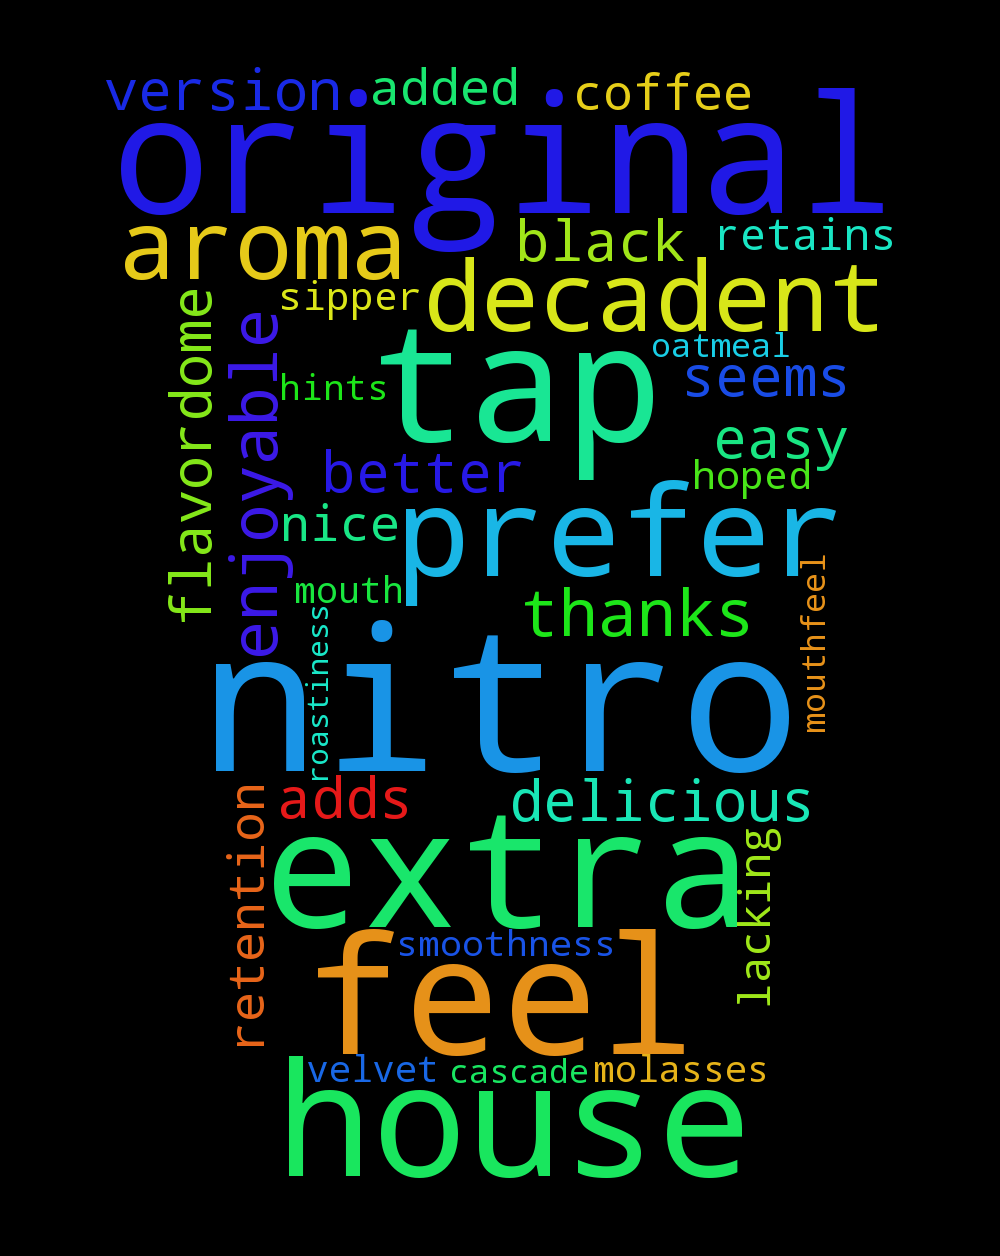 version added coffee
original
aroma black retains
sipper decadent
flavordome enjoyable
oatmeal
hints tap seems
easy
better hoped
nice prefer
mouth thanks mouthfeel
roastiness nitro
adds delicious
retention extra lacking
smoothness
feel
velvet cascade molasses
house